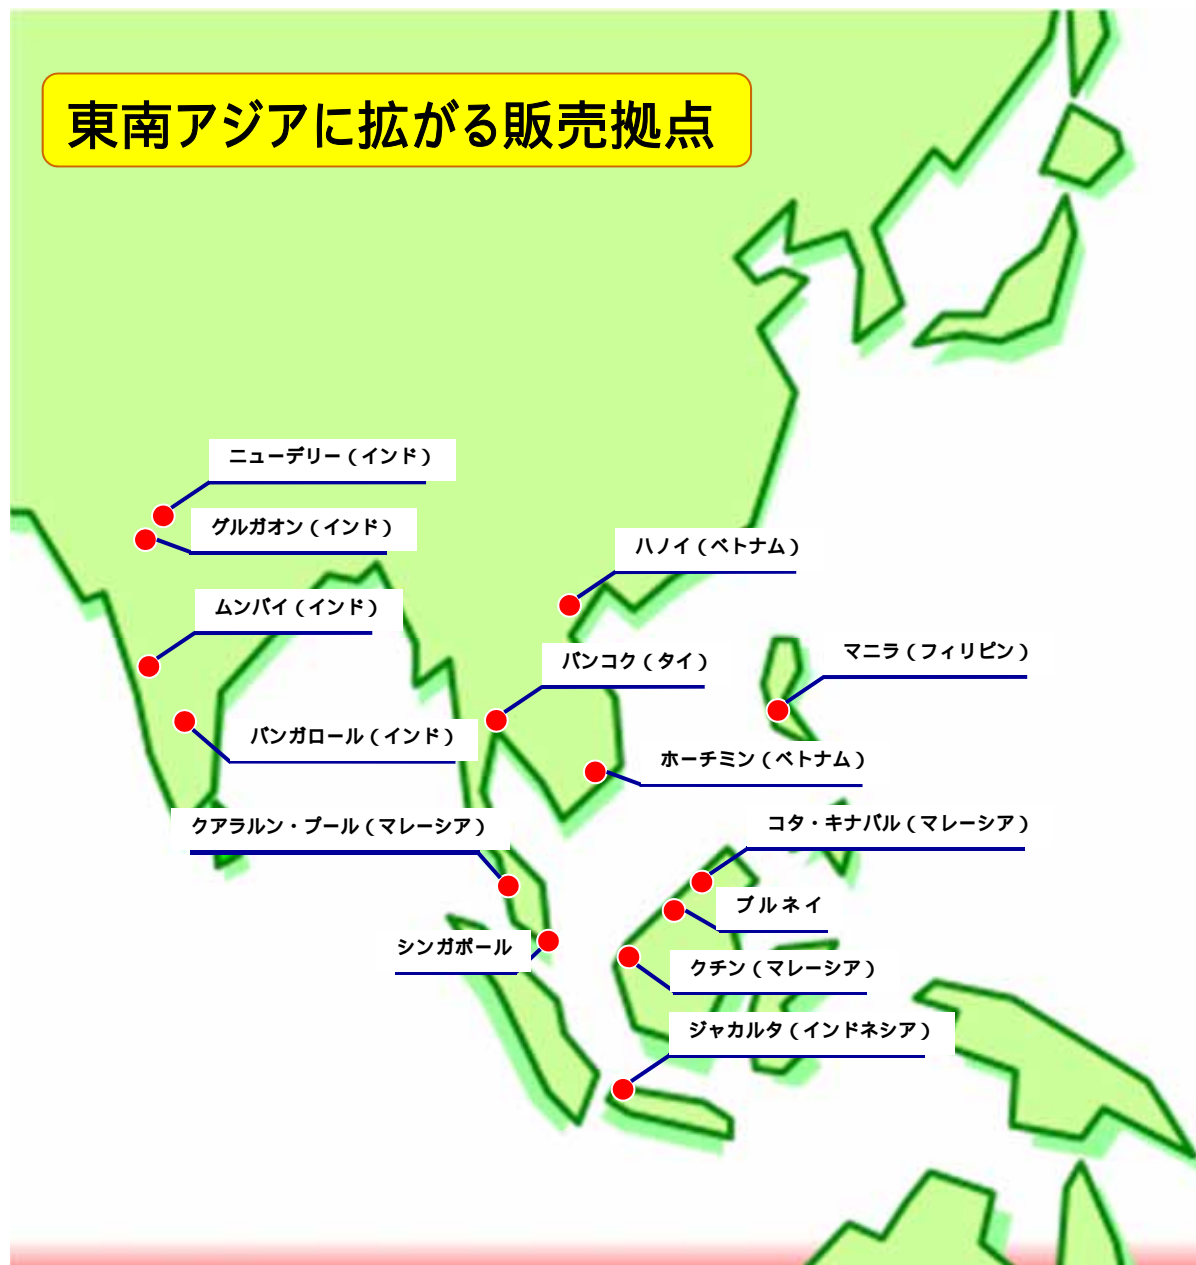 東南アジアに拡がる販売拠点
ニューデリー（インド）
グルガオン（インド）
ハノイ（ベトナム）
ムンバイ（インド）
マニラ（フィリピン）
バンコク（タイ）
バンガロール（インド）
ホーチミン（ベトナム）
クアラルン・プール（マレーシア）
コタ・キナバル（マレーシア）
ブルネイ
シンガポール
クチン（マレーシア）
ジャカルタ（インドネシア）